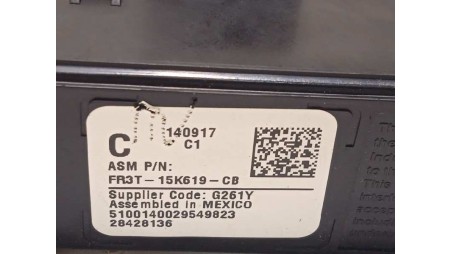 C 140917
C1
ASM P/N:
FR3T-15K619-CB
Supplier Code: G261Y
Assembled in MEXICO
5100140029549823
28428136